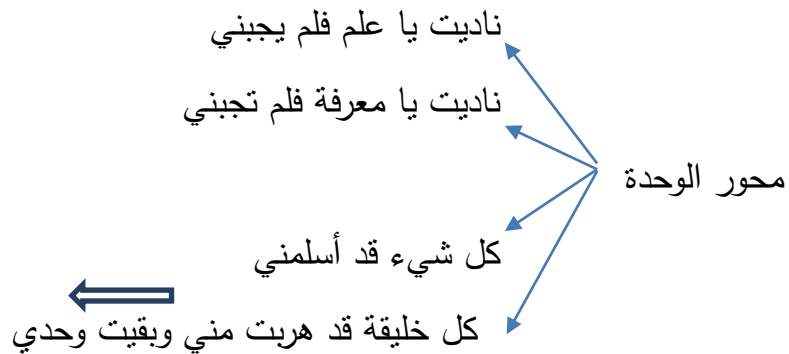 ناديت يا علم فلم يجبني
ناديت يا معرفة فلم تجبني
محور الوحدة
كل شيء قد أسلمني
كل خليقة قد هربت مني وبقيت وحدي